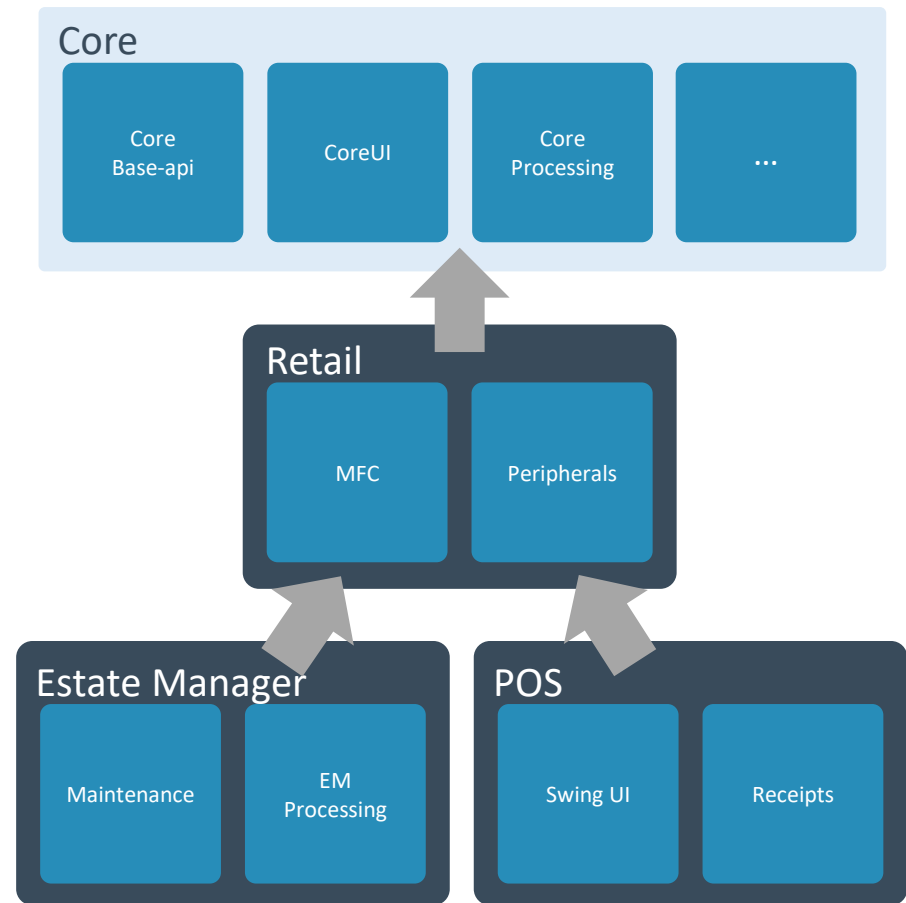 Core
Core
Base-api
CoreUI
Core
Processing
...
Retail
MFC
Peripherals
Estate Manager
Maintenance
EM
Processing
POS
Swing UI
Receipts